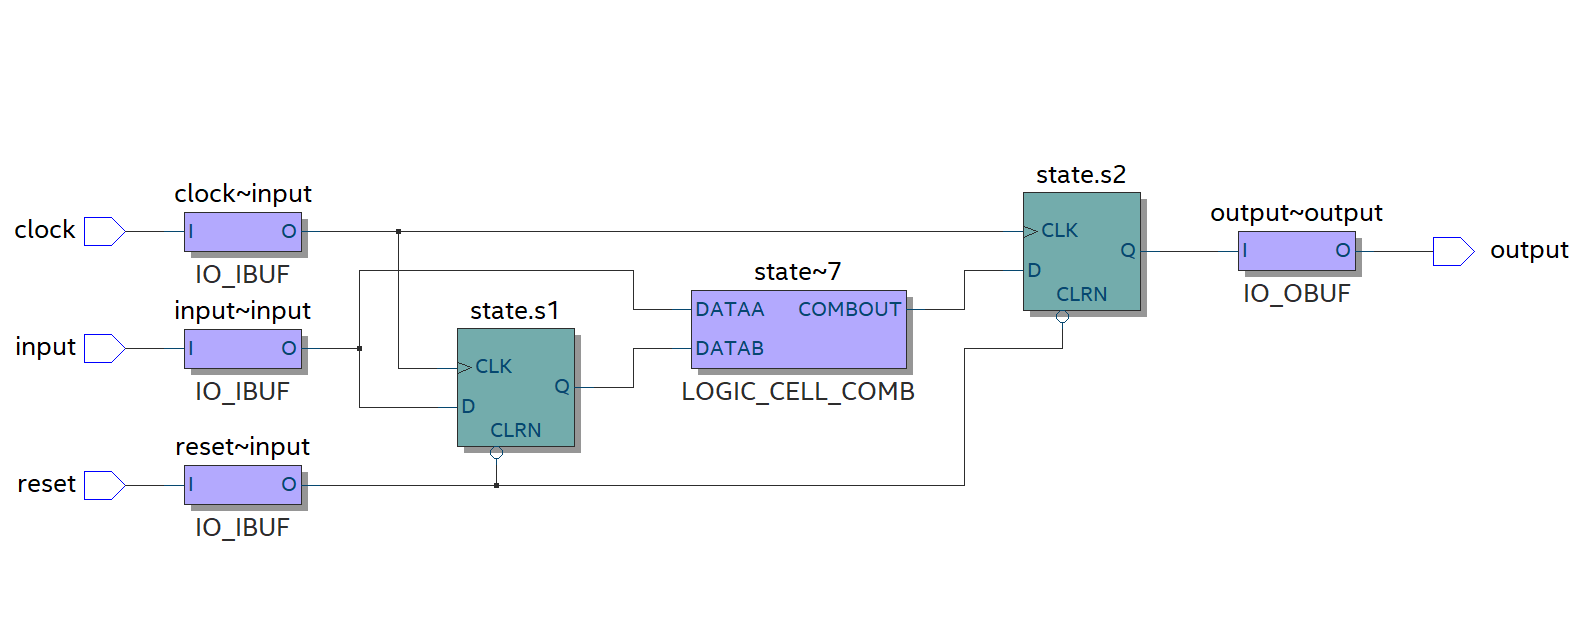 clock
clock~input
I O
IO_IBUF
input
input~input
I O
IO_IBUF
reset
reset~input
I O
IO_IBUF
state.s1
CLK
Q
D
CLRN
state~7
DATAA COMBOUT
DATAB
LOGIC_CELL_COMB
state.s2
CLK
Q
D
CLRN
output~output
I O
IO_OBUF
output